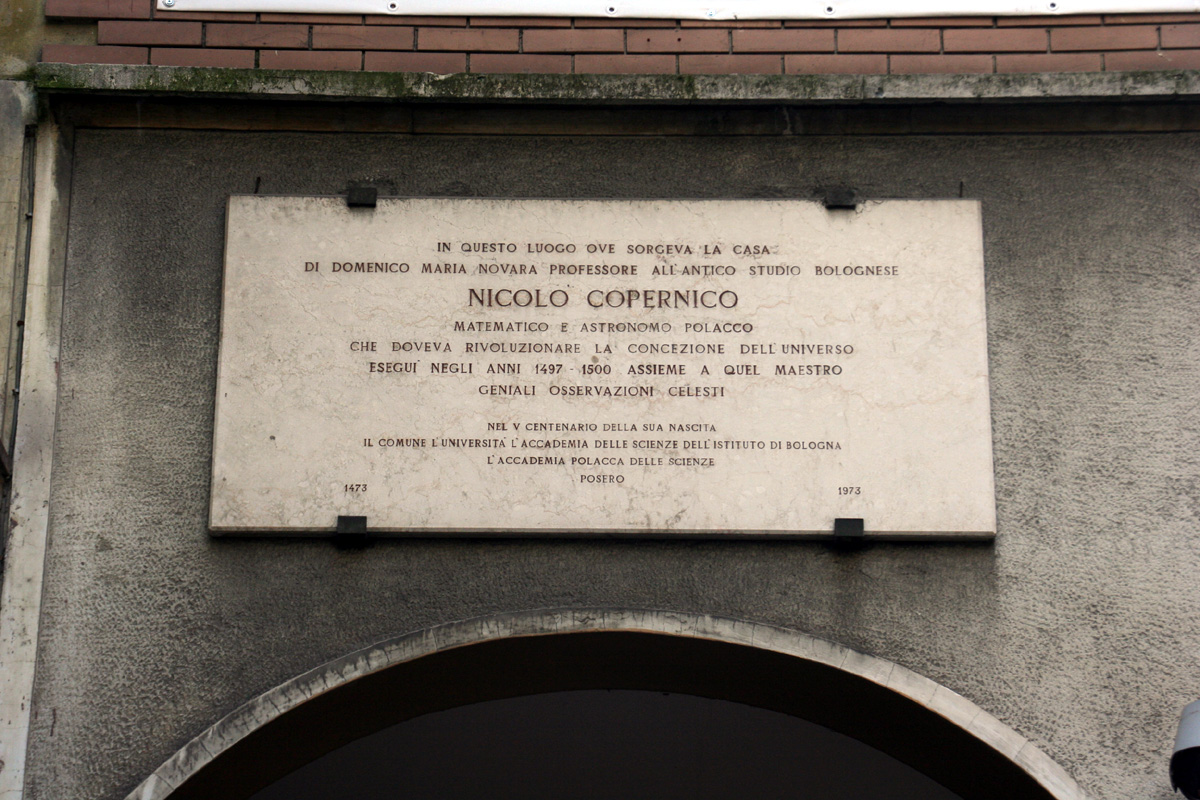 IN QUESTO LUOGO OVE SORGEVA LA CASA
DI DOMENICO MARIA NOVARA PROFESSORE ALL'ANTICO STUDIO BOLOGNESE
NICOLO COPERNICO
MATEMATICO E ASTRONOMO POLACCO
CHE DOVEVA RIVOLUZIONARE LA CONCEZIONE DELL'UNIVERSO
ESEGUI' NEGLI ANNI 1497 - 1500 ASSIEME A QUEL MAESTRO
GENIALI OSSERVAZIONI CELESTI
NEL V CENTENARIO DELLA SUA NASCITA
IL COMUNE L'UNIVERSITA' L'ACCADEMIA DELLE SCIENZE DELL'ISTITUTO DI BOLOGNA
L'ACCADEMIA POLACCA DELLE SCIENZE
POSERO
1473 1973